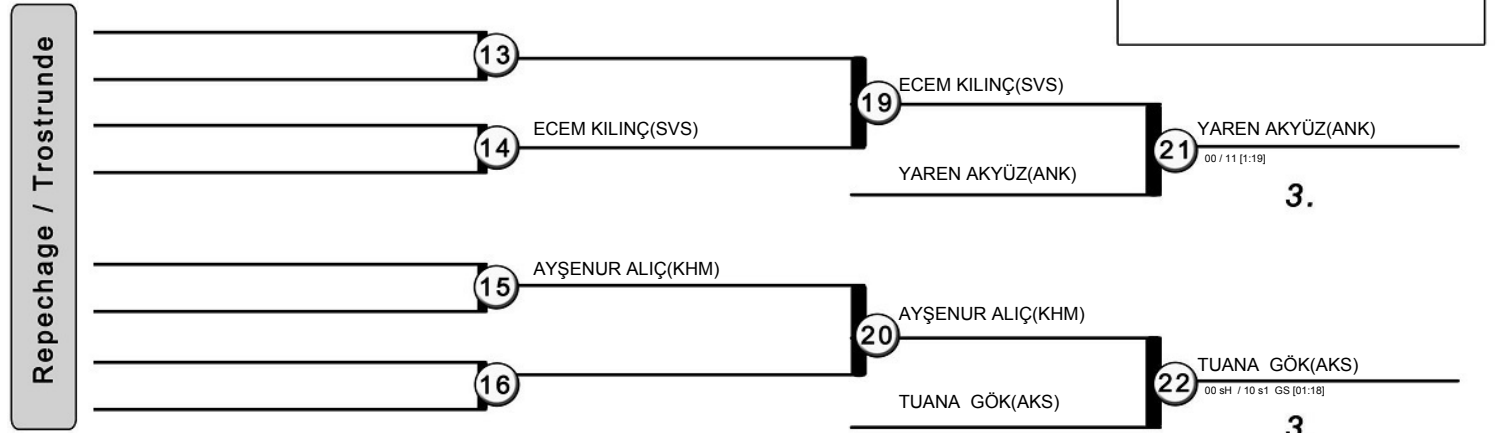 Repechage / Trostrunde
13
ECEM KILINÇ(SVS)
14
19
ECEM KILINÇ(SVS)
YAREN AKYÜZ(ANK)
21
YAREN AKYÜZ(ANK)
00 / 11 [1:19]
3.
15
AYŞENUR ALIÇ(KHM)
16
20
AYŞENUR ALIÇ(KHM)
TUANA GÖK(AKS)
22
TUANA GÖK(AKS)
00 sH / 10 s1 GS [01:18]
3